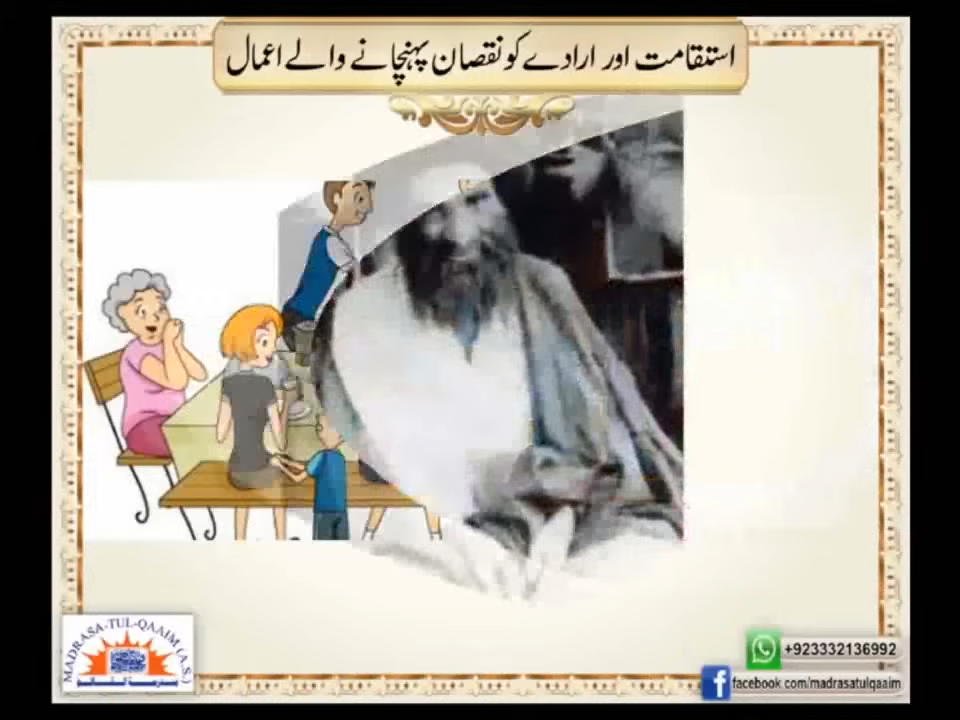 استقامت اور ارادے کو نقصان پہنچانے والے اعمال
MADRASA-TUL-QAAIM (A.S.)
+923332136992
facebook.com/madrasatulqaaim